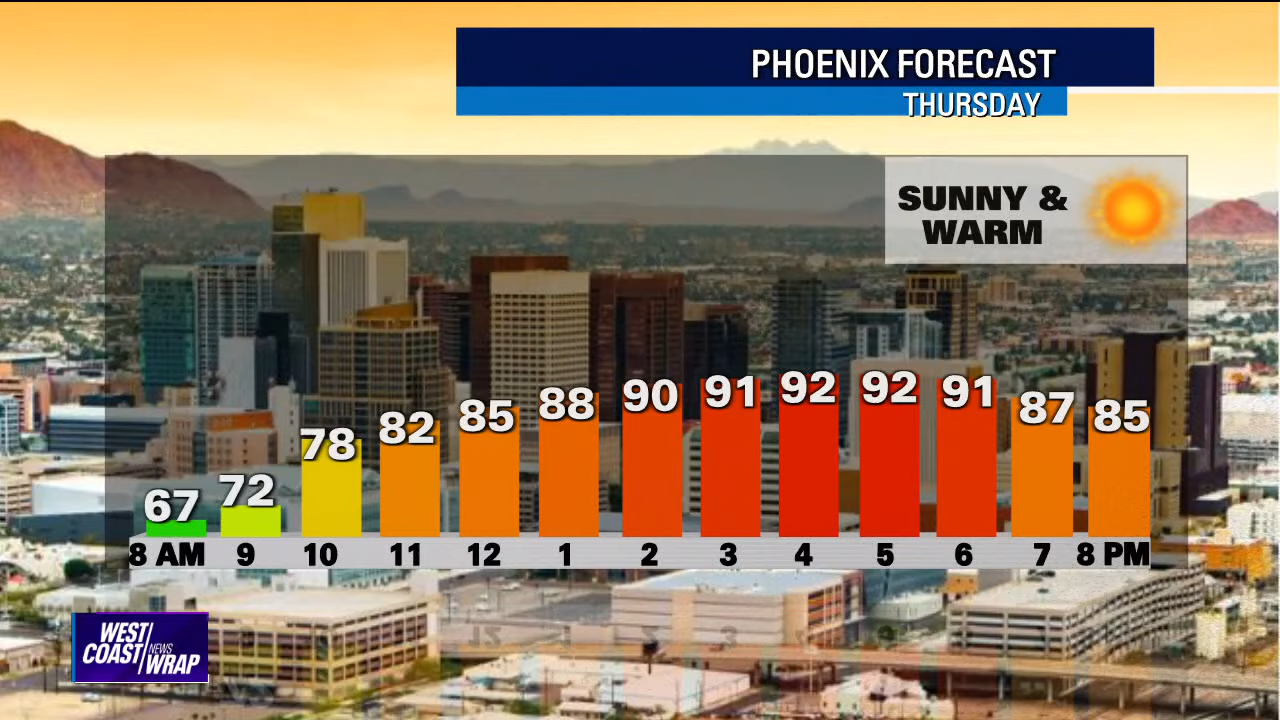 PHOENIX FORECAST
THURSDAY
SUNNY &
WARM
67 72 78 82 85 88 90 91 92 92 91 87 85
8 AM 9 10 11 12 1 2 3 4 5 6 7 8 PM
WEST
COAST NEWS
WRAP